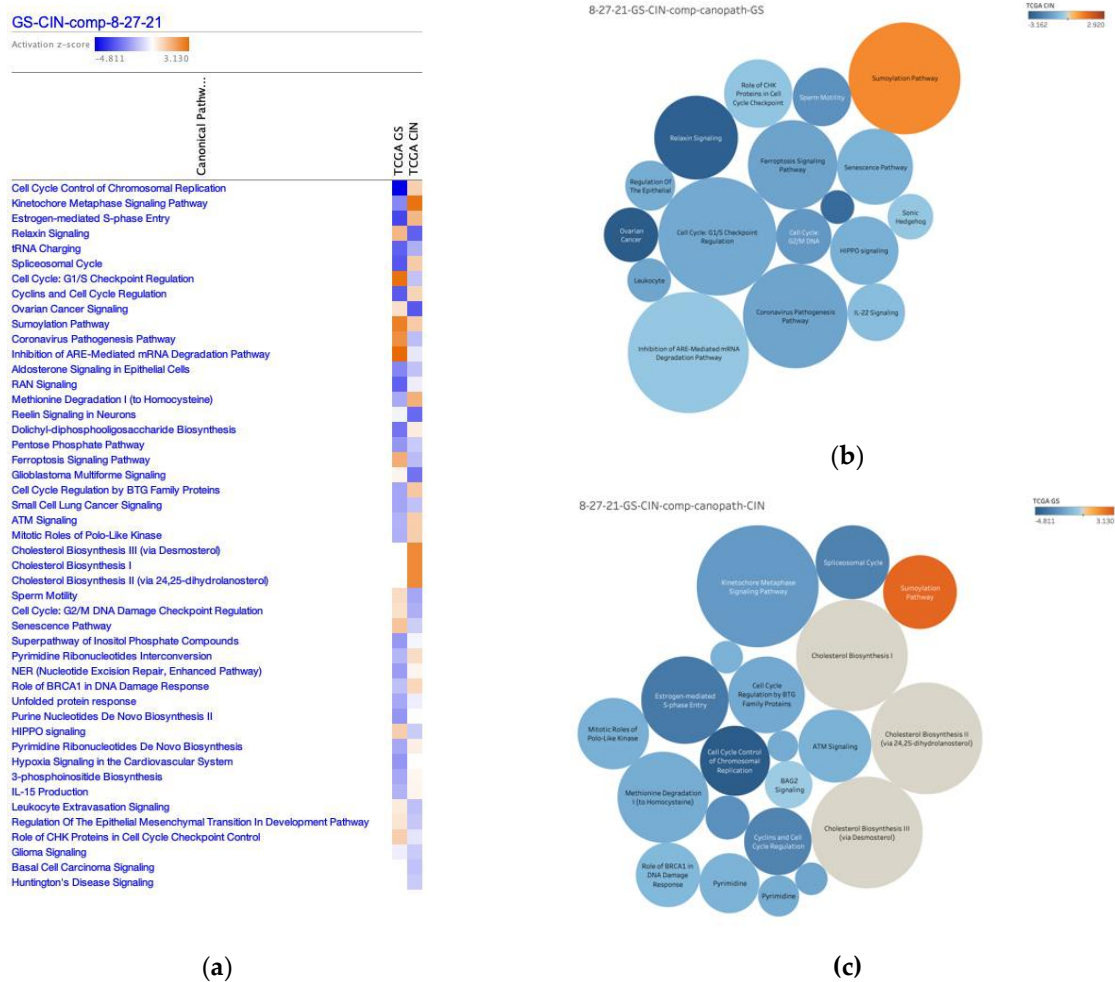 GS-CIN-comp-8-27-21
Activation z-score
-4.811 3.130
Canonical Pathw...
TCGA GS
TCGA CIN
Cell Cycle Control of Chromosomal Replication
Kinetochore Metaphase Signaling Pathway
Estrogen-mediated S-phase Entry
Relaxin Signaling
tRNA Charging
Spliceosomal Cycle
Cell Cycle: G1/S Checkpoint Regulation
Cyclins and Cell Cycle Regulation
Ovarian Cancer Signaling
Sumoylation Pathway
Coronavirus Pathogenesis Pathway
Inhibition of ARE-Mediated mRNA Degradation Pathway
Aldosterone Signaling in Epithelial Cells
RAN Signaling
Methionine Degradation I (to Homocysteine)
Reelin Signaling in Neurons
Dolichyl-diphosphooligosaccharide Biosynthesis
Pentose Phosphate Pathway
Ferroptosis Signaling Pathway
Glioblastoma Multiforme Signaling
Cell Cycle Regulation by BTG Family Proteins
Small Cell Lung Cancer Signaling
ATM Signaling
Mitotic Roles of Polo-Like Kinase
Cholesterol Biosynthesis III (via Desmosterol)
Cholesterol Biosynthesis I
Cholesterol Biosynthesis II (via 24,25-dihydrolanosterol)
Sperm Motility
Cell Cycle: G2/M DNA Damage Checkpoint Regulation
Senescence Pathway
Superpathway of Inositol Phosphate Compounds
Pyrimidine Ribonucleotides Interconversion
NER (Nucleotide Excision Repair, Enhanced Pathway)
Role of BRCA1 in DNA Damage Response
Unfolded protein response
Purine Nucleotides De Novo Biosynthesis II
HIPPO signaling
Pyrimidine Ribonucleotides De Novo Biosynthesis
Hypoxia Signaling in the Cardiovascular System
3-phosphoinositide Biosynthesis
IL-15 Production
Leukocyte Extravasation Signaling
Regulation Of The Epithelial Mesenchymal Transition In Development Pathway
Role of CHK Proteins in Cell Cycle Checkpoint Control
Glioma Signaling
Basal Cell Carcinoma Signaling
Huntington's Disease Signaling
(a)
8-27-21-GS-CIN-comp-canopath-GS
TCGA CIN
-3.162 2.920
Sumoylation Pathway
Role of CHK
Proteins in Cell
Cycle Checkpoint
Sperm Motility
Relaxin Signaling
Ferroptosis Signaling
Pathway
Senescence Pathway
Regulation Of
The Epithelial
Sonic
Hedgehog
Ovarian
Cancer
Cell Cycle: G1/S Checkpoint
Regulation
Cell Cycle:
G2/M DNA
HIPPO signaling
Leukocyte
Coronavirus Pathogenesis
Pathway
IL-22 Signaling
Inhibition of ARE-Mediated mRNA
Degradation Pathway
(b)
8-27-21-GS-CIN-comp-canopath-CIN
TCGA GS
-4.811 3.130
Kinetochore Metaphase
Signaling Pathway
Spliceosomal Cycle
Sumoylation
Pathway
Cholesterol Biosynthesis I
Estrogen-mediated
S-phase Entry
Cell Cycle
Regulation by BTG
Family Proteins
Mitotic Roles of
Polo-Like Kinase
Cell Cycle Control
of Chromosomal
Replication
ATM Signaling
Cholesterol Biosynthesis II
(via 24,25-dihydrolanosterol)
Methionine Degradation
I (to Homocysteine)
BAG2
Signaling
Cyclins and Cell
Cycle Regulation
Cholesterol Biosynthesis III
(via Desmosterol)
Role of BRCA1 in
DNA Damage
Response
Pyrimidine
Pyrimidine
(c)